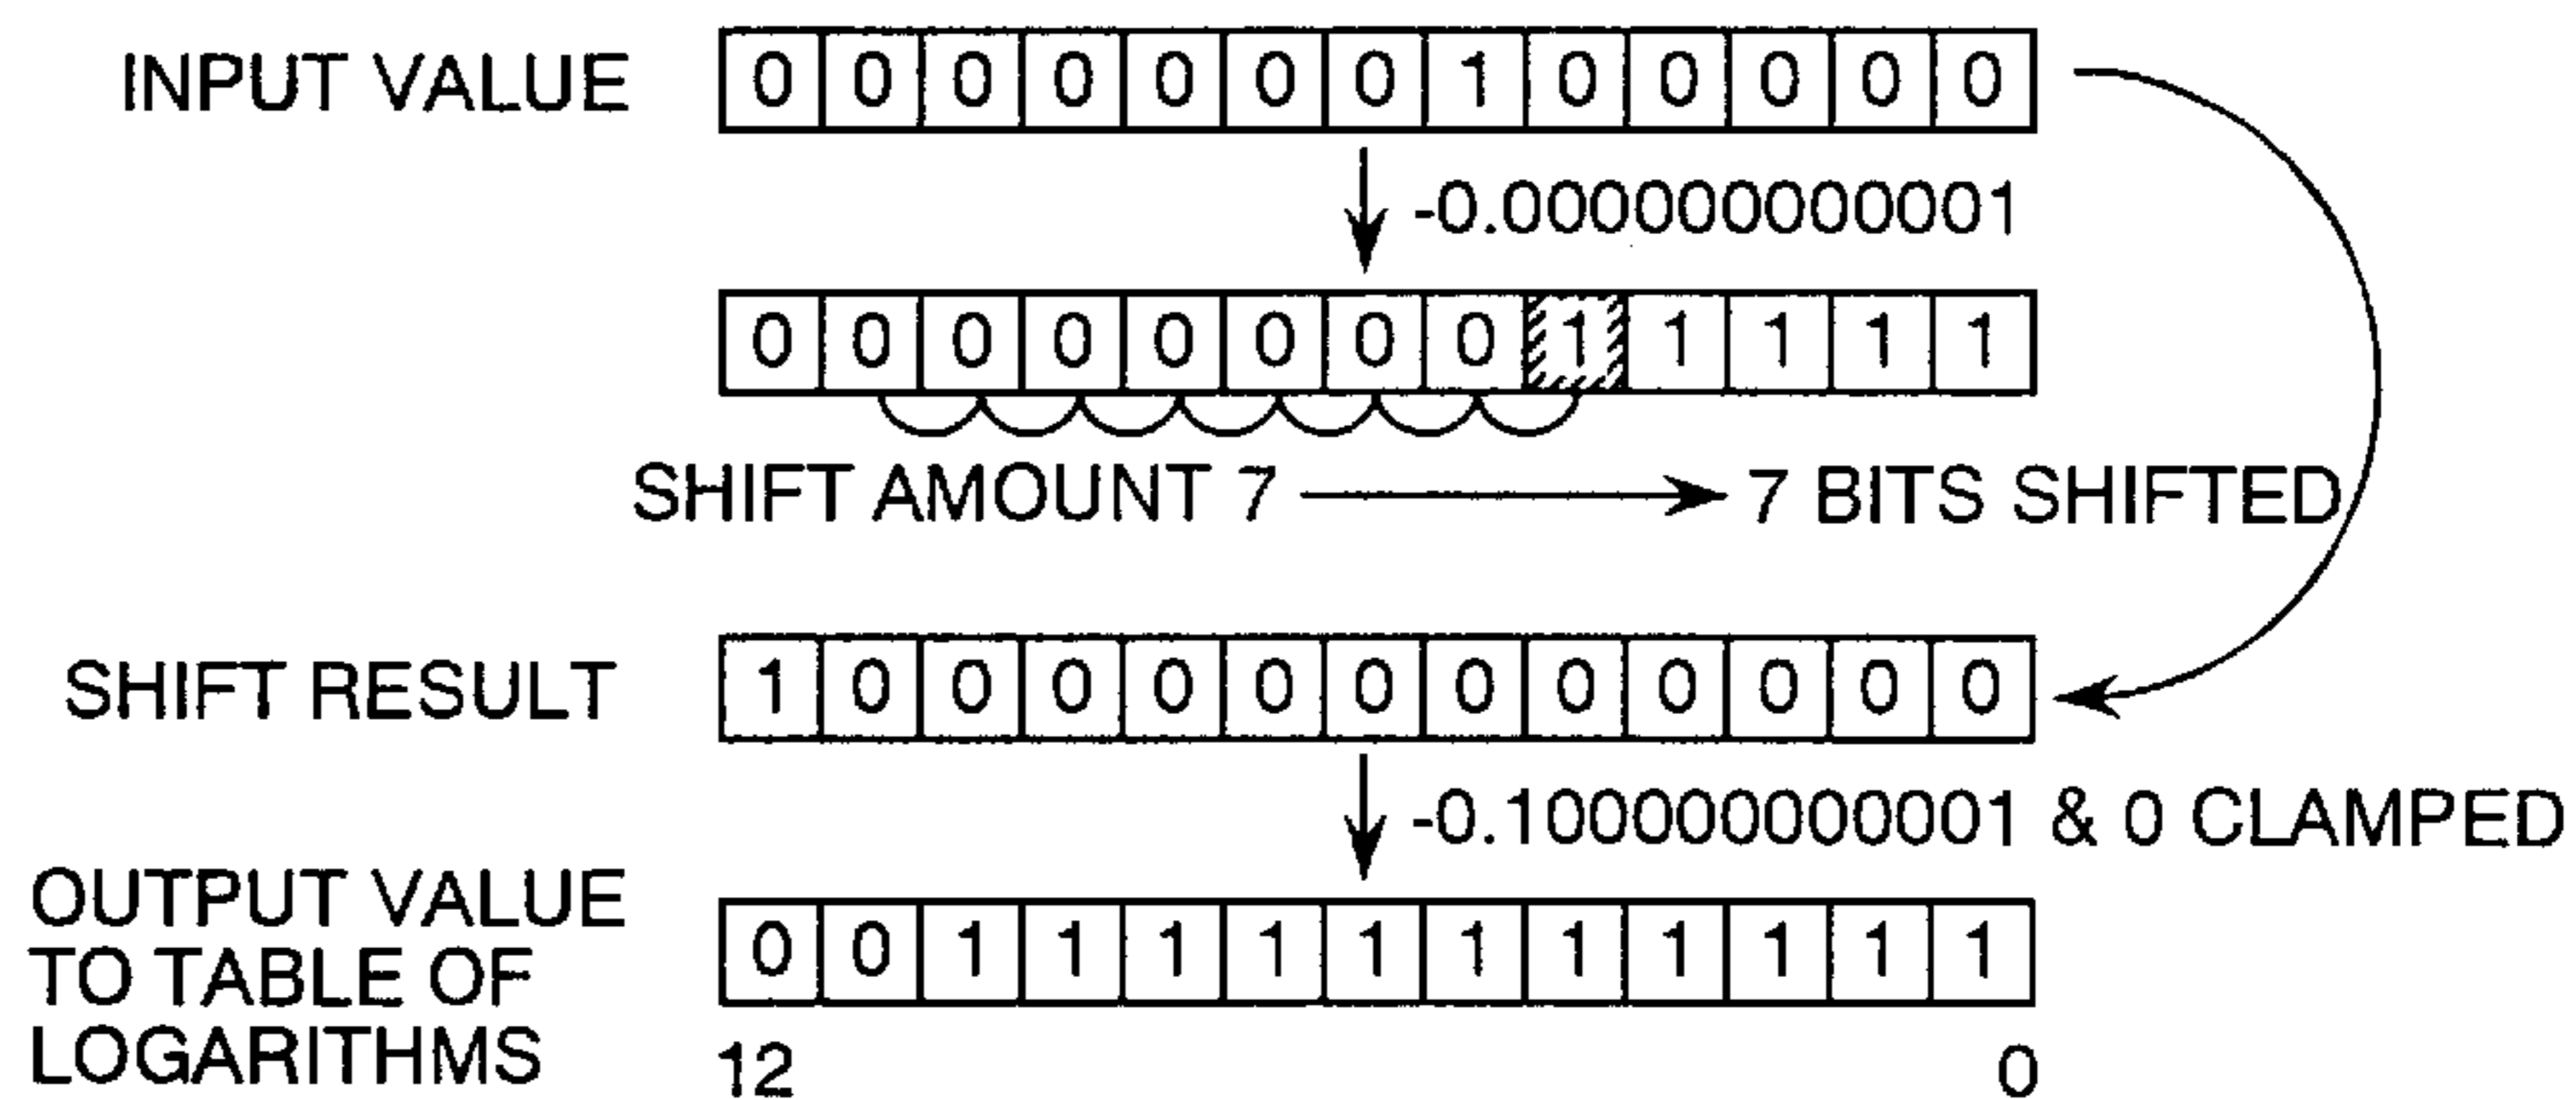 INPUT VALUE 0 0 0 0 0 0 0 1 0 0 0 0 0
-0.000000000001
0 0 0 0 0 0 0 0 1 1 1 1 1
SHIFT AMOUNT 7 7 BITS SHIFTED
SHIFT RESULT 1 0 0 0 0 0 0 0 0 0 0 0 0
-0.100000000001 & 0 CLAMPED
OUTPUT VALUE
TO TABLE OF
LOGARITHMS
0 0 1 1 1 1 1 1 1 1 1 1 1
12 0